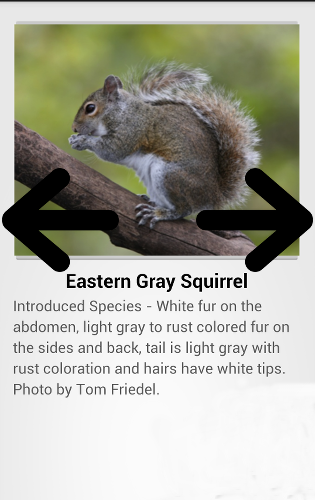 Eastern Gray Squirrel
Introduced Species - White fur on the
abdomen, light gray to rust colored fur on
the sides and back, tail is light gray with
rust coloration and hairs have white tips.
Photo by Tom Friedel.